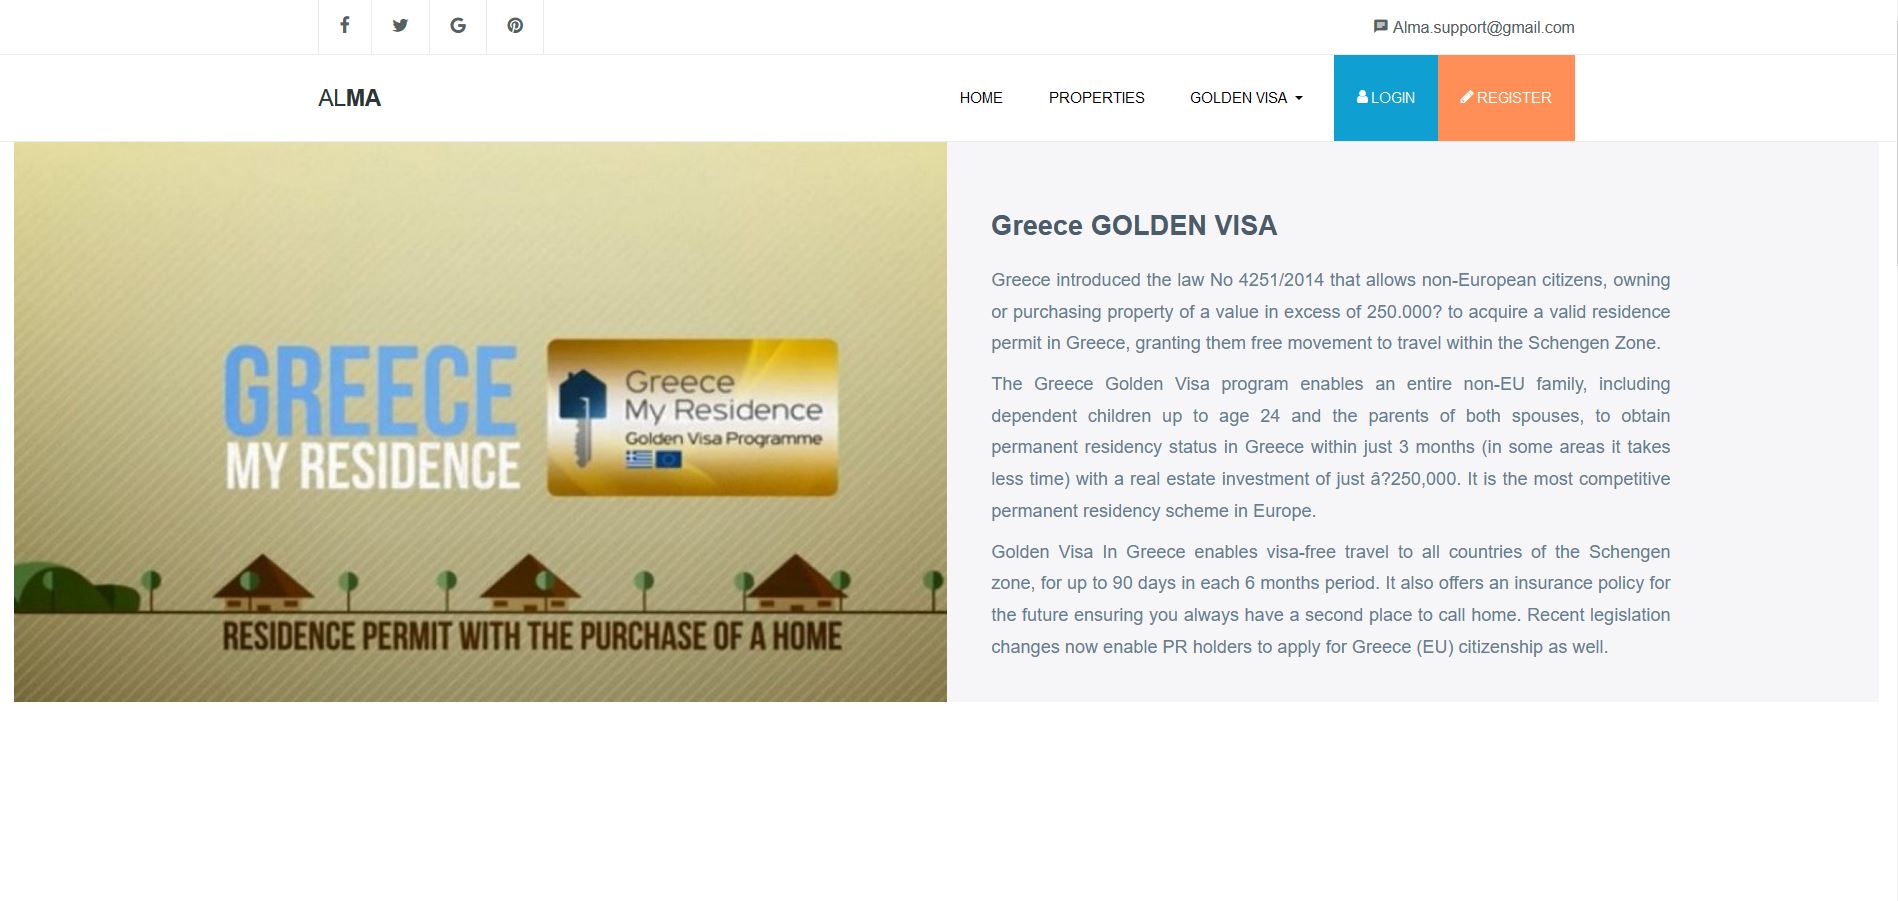 Alma.support@gmail.com
ALMA
HOME
PROPERTIES
GOLDEN VISA
LOGIN
REGISTER
GREECE
MY RESIDENCE
Greece
My Residence
Golden Visa Programme
RESIDENCE PERMIT WITH THE PURCHASE OF A HOME
Greece GOLDEN VISA
Greece introduced the law No 4251/2014 that allows non-European citizens, owning
or purchasing property of a value in excess of 250.000? to acquire a valid residence
permit in Greece, granting them free movement to travel within the Schengen Zone.
The Greece Golden Visa program enables an entire non-EU family, including
dependent children up to age 24 and the parents of both spouses, to obtain
permanent residency status in Greece within just 3 months (in some areas it takes
less time) with a real estate investment of just â?250,000. It is the most competitive
permanent residency scheme in Europe.
Golden Visa In Greece enables visa-free travel to all countries of the Schengen
zone, for up to 90 days in each 6 months period. It also offers an insurance policy for
the future ensuring you always have a second place to call home. Recent legislation
changes now enable PR holders to apply for Greece (EU) citizenship as well.